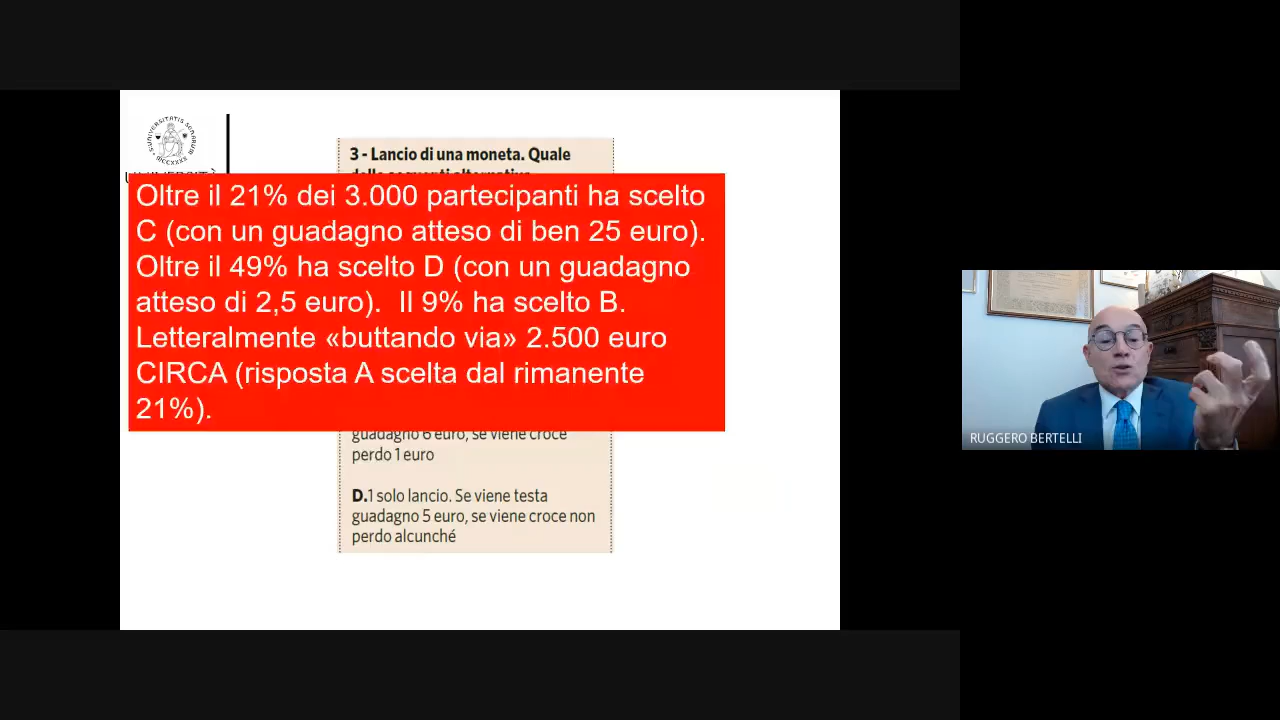 3 - Lancio di una moneta. Quale
Oltre il 21% dei 3.000 partecipanti ha scelto
C (con un guadagno atteso di ben 25 euro).
Oltre il 49% ha scelto D (con un guadagno
atteso di 2,5 euro). Il 9% ha scelto B.
Letteralmente «buttando via» 2.500 euro
CIRCA (risposta A scelta dal rimanente
21%).
guadagno 6 euro, se viene croce
perdo 1 euro
D.1 solo lancio. Se viene testa
guadagno 5 euro, se viene croce non
perdo alcunché
RUGGERO BERTELLI